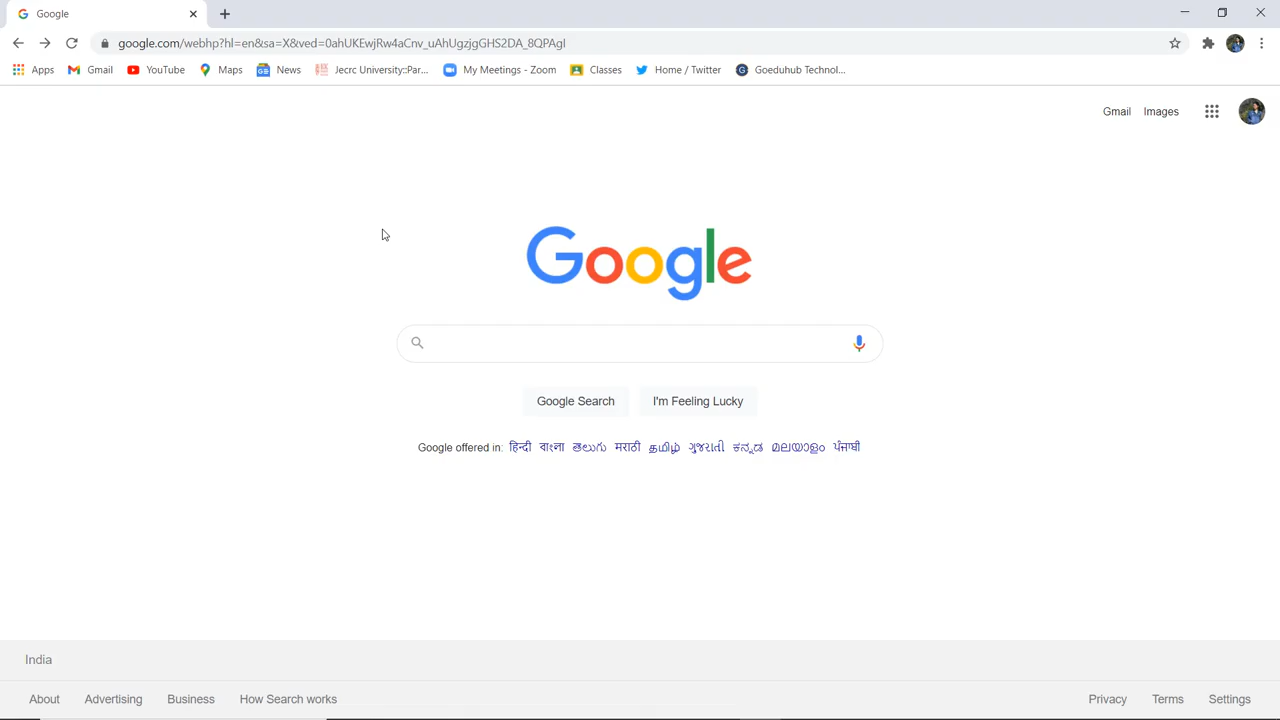 Google
google.com/webhp?hl=en&sa=X&ved=0ahUKEwjRw4aCnv_uAhUgzjgGHS2DA_8QPAgI
Apps Gmail YouTube Maps News Jecrc University::Par... My Meetings - Zoom Classes Home / Twitter Goeduhub Technol...
Gmail Images
Google
Google Search I'm Feeling Lucky
Google offered in: हिन्दी বাংলা తెలుగు मराठी தமிழ் ગુજરાતી ಕನ್ನಡ മലയാളം ਪੰਜਾਬੀ
India
About Advertising Business How Search works Privacy Terms Settings